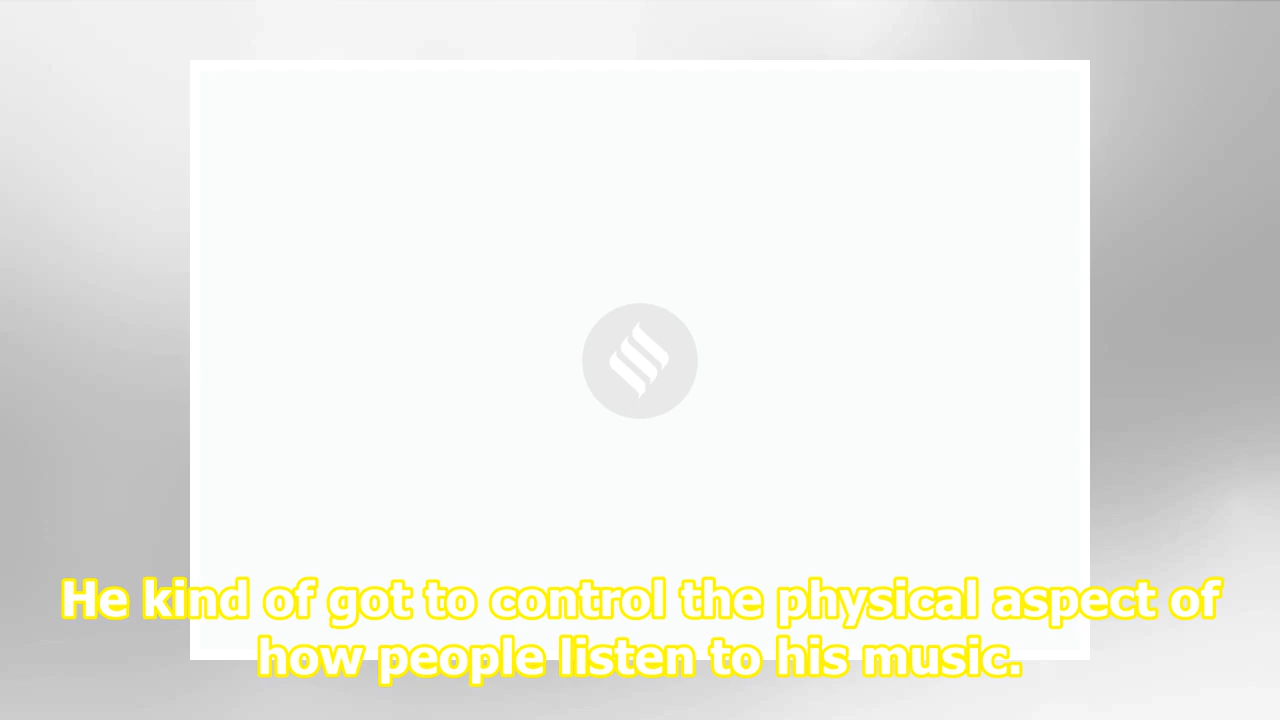 He kind of got to control the physical aspect of
how people listen to his music.